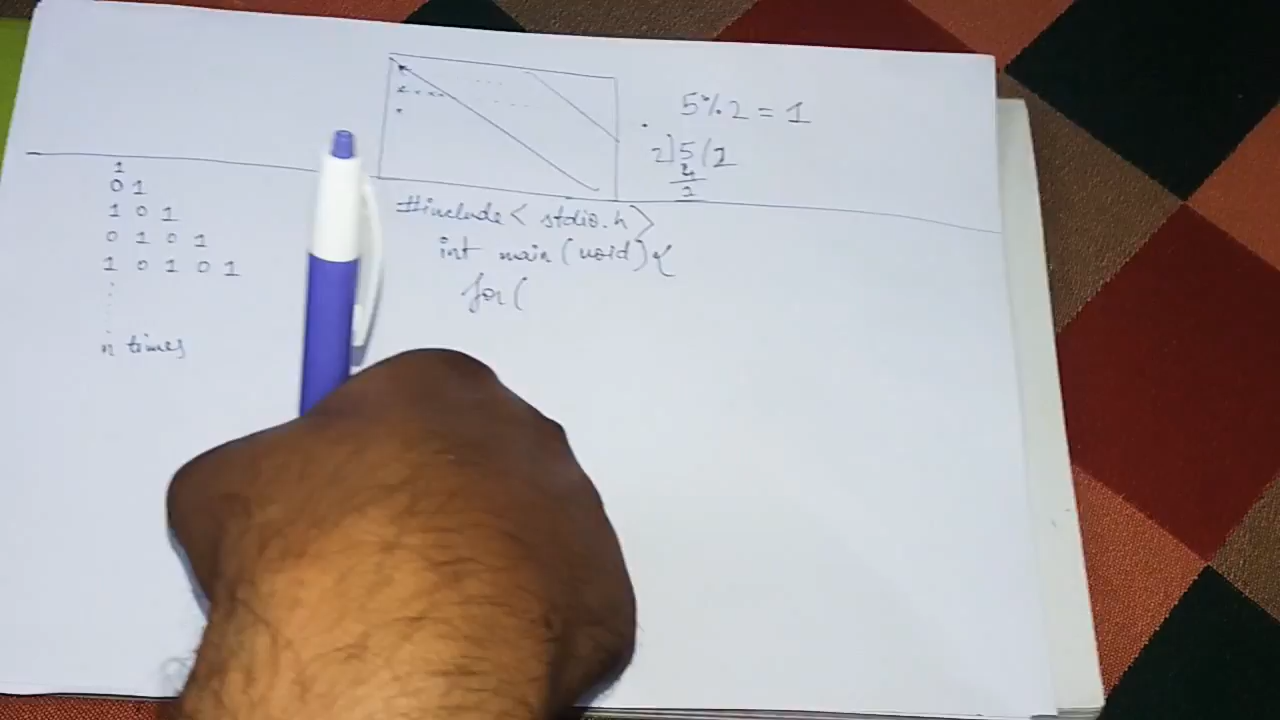 5%2 = 1
2)5(2
4
1
1
0 1
1 0 1
0 1 0 1
1 0 1 0 1
n times
#include< stdio.h>
int main (void){
for(